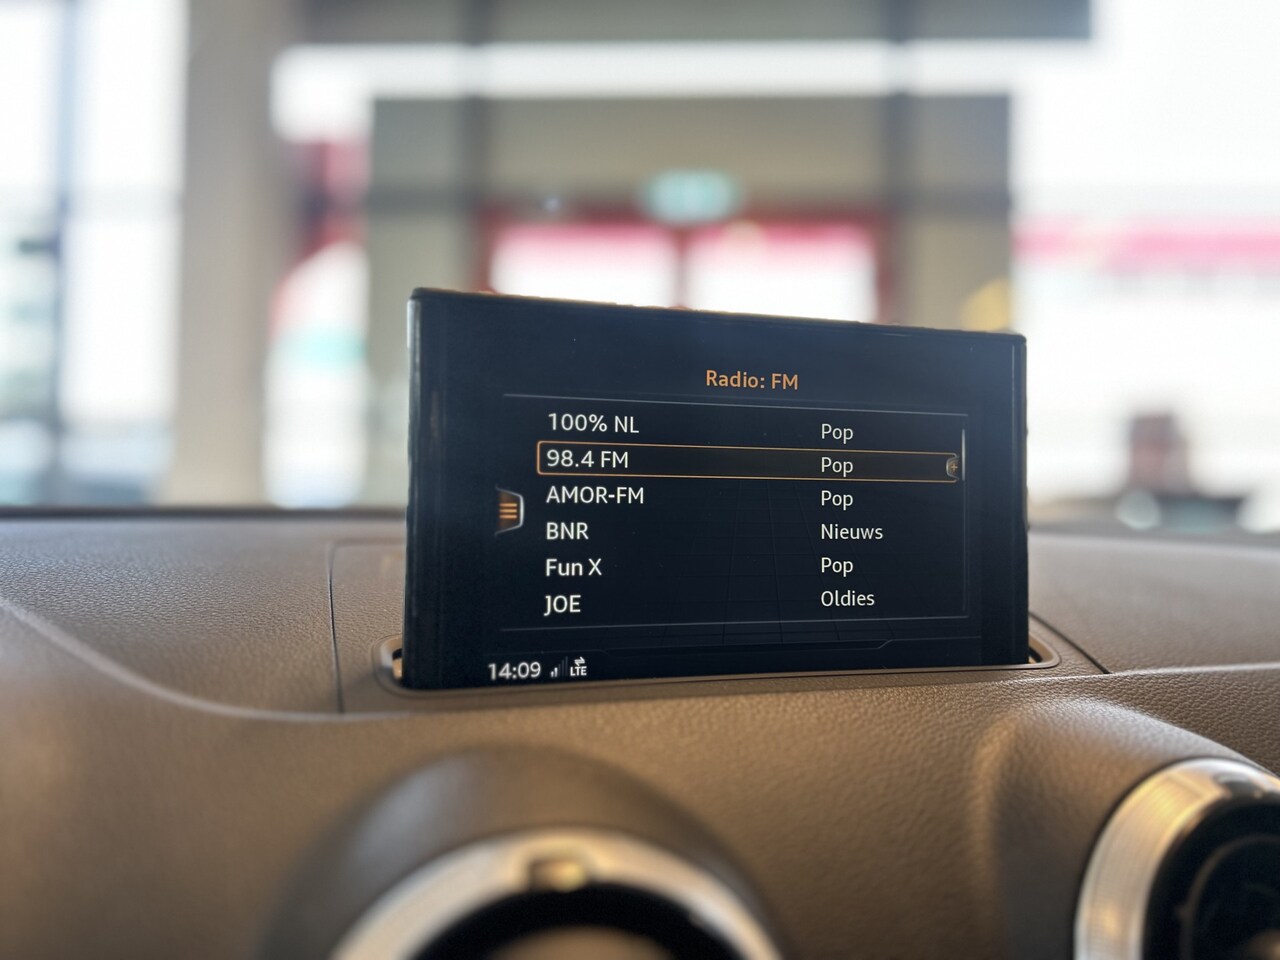 Radio: FM
100% NL Pop
98.4 FM Pop
AMOR-FM Pop
BNR Nieuws
Fun X Pop
JOE Oldies
14:09 LTE